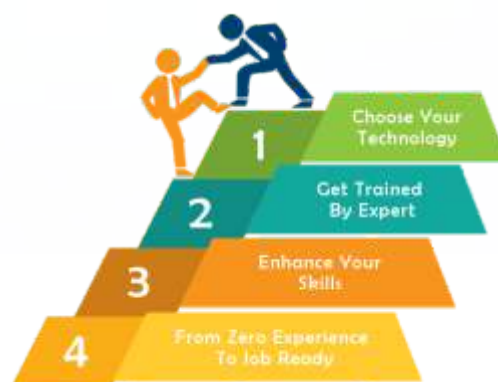 1
Choose Your
Technology
2
Get Trained
By Expert
3
Enhance Your
Skills
4
From Zero Experience
To Job Ready